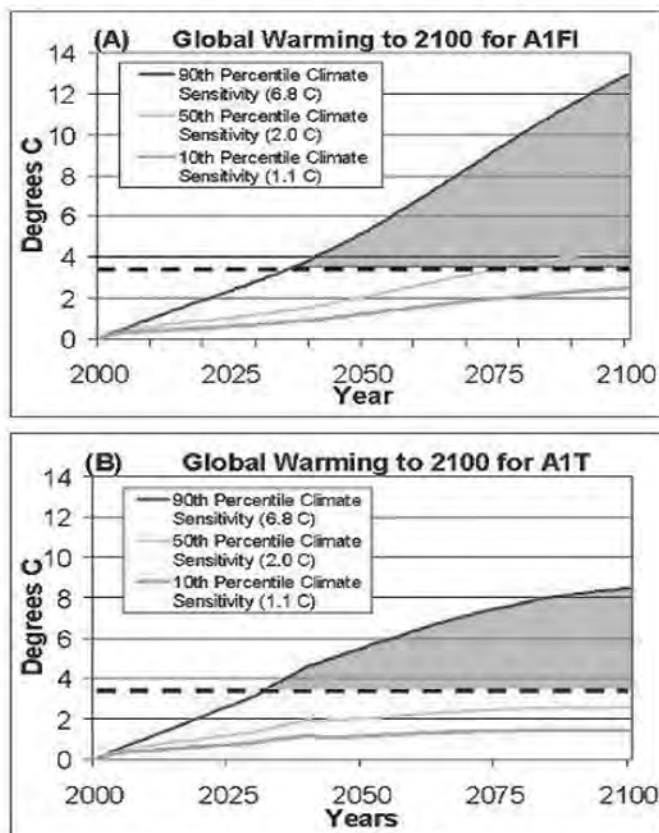 (A) Global Warming to 2100 for A1FI
14
12
10
8
6
4
2
0
Degrees C
90th Percentile Climate
Sensitivity (6.8 C)
50th Percentile Climate
Sensitivity (2.0 C)
10th Percentile Climate
Sensitivity (1.1 C)
2000 2025 2050 2075 2100
Year
(B) Global Warming to 2100 for A1T
14
12
10
8
6
4
2
0
Degrees C
90th Percentile Climate
Sensitivity (6.8 C)
50th Percentile Climate
Sensitivity (2.0 C)
10th Percentile Climate
Sensitivity (1.1 C)
2000 2025 2050 2075 2100
Years